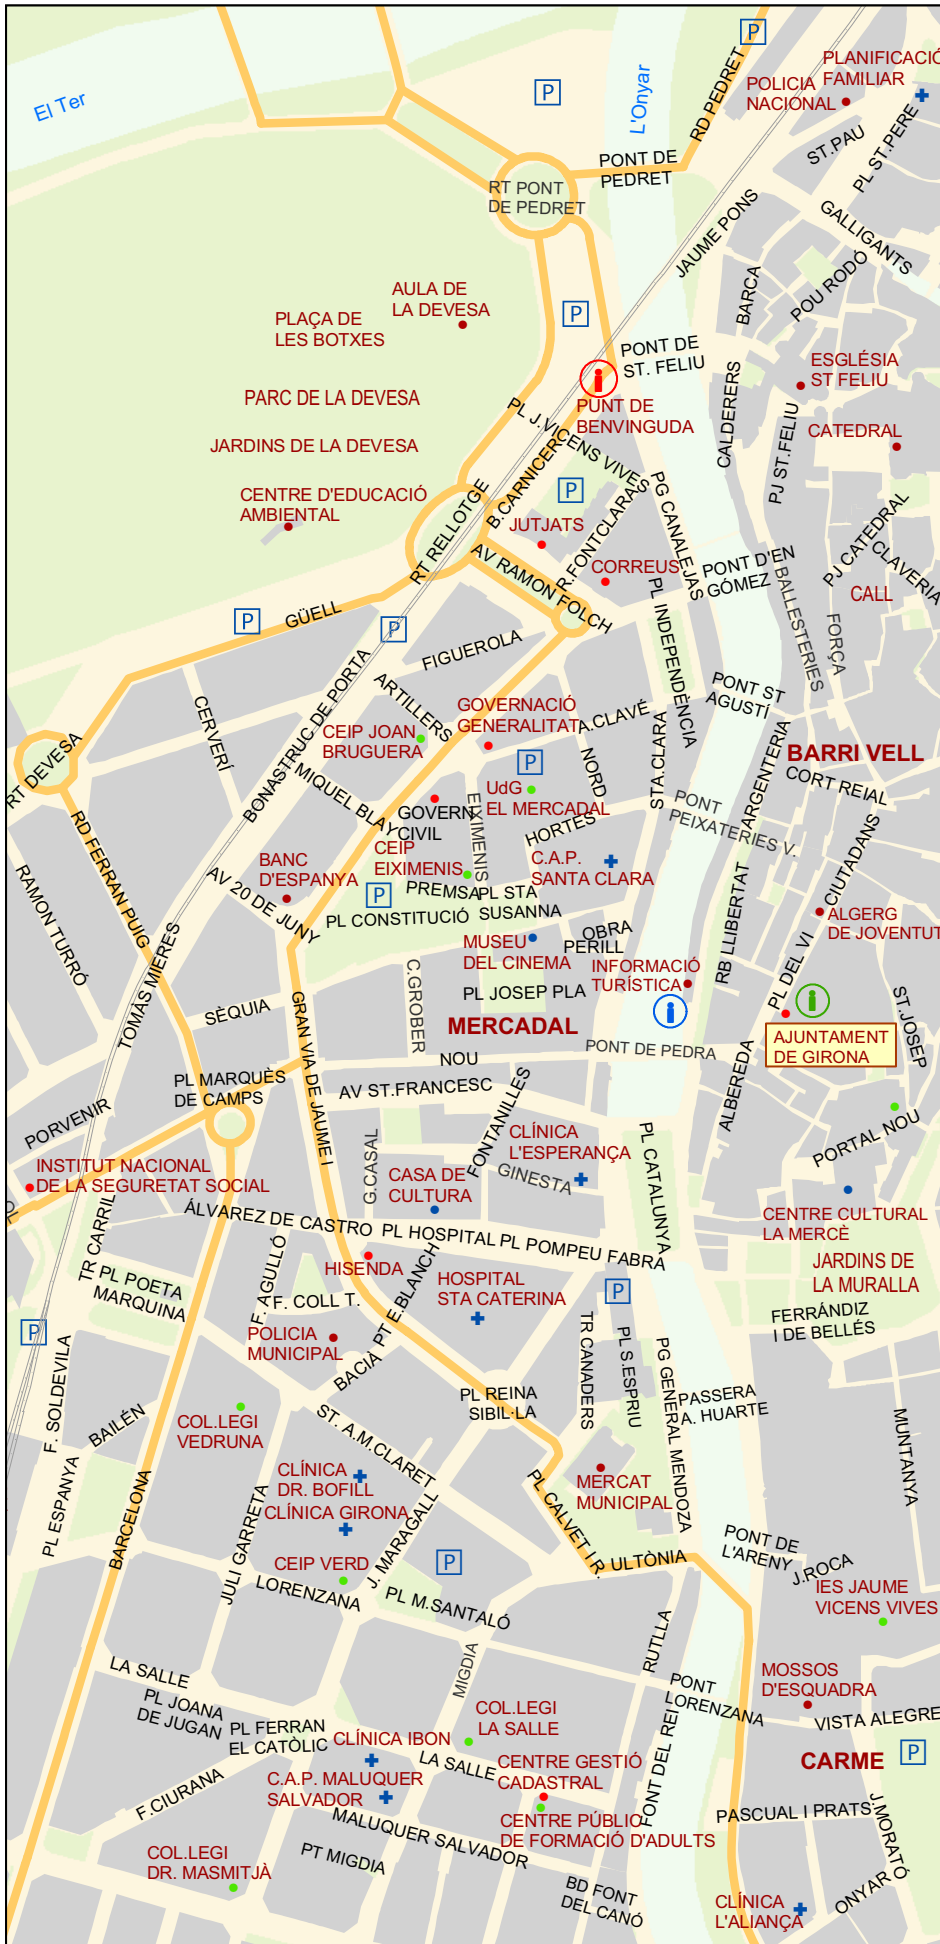 P
PLANIFICACIÓ
FAMILIAR
El Ter
L'Onyar
RD PEDRET
POLICIA
NACIONAL
P
ST.PAU
PL ST.PERE
PONT DE
PEDRET
RT PONT
DE PEDRET
JAUME PONS
GALLIGANTS
POU RODÓ
BARCA
AULA DE
LA DEVESA
PLAÇA DE
LES BOTXES
P
PONT DE
ST. FELIU
ESGLÉSIA
ST FELIU
PARC DE LA DEVESA
PUNT DE
BENVINGUDA
CALDERERS
CATEDRAL
JARDINS DE LA DEVESA
PL J.VICENS VIVES
B.CARNICER
PJ ST.FELIU
CENTRE D'EDUCACIÓ
AMBIENTAL
P
RT RELLOTGE
JUTJATS
R.FONTCLARA
PG CANALEJAS
PJ CATEDRAL
CLAVERIA
AV RAMON FOLCH
CORREUS
PONT D'EN
GÓMEZ
CALL
BALLESTERIES
FORÇA
P
GÜELL
P
PL INDEPENDÈNCIA
FIGUEROLA
ARTILLERS
BONASTRUC DE PORTA
CERVERÍ
PONT ST
AGUSTÍ
GOVERNACIÓ
GENERALITAT
A.CLAVÉ
CEIP JOAN
BRUGUERA
RT DEVESA
STA.CLARA
NORD
ARGENTERIA
BARRI VELL
P
MIQUEL BLAY
UdG
EL MERCADAL
CORT REIAL
GOVERN
CIVIL
EIXIMENIS
HORTES
PONT
PEIXATERIES V.
RD FERRAN PUIG
CIUTADANS
CEIP
EIXIMENIS
C.A.P.
SANTA CLARA
BANC
D'ESPANYA
AV 20 DE JUNY
P
PREMSA
PL STA
SUSANNA
PL CONSTITUCIÓ
RAMON TURRÓ
RB LLIBERTAT
ALGERG
DE JOVENTUT
OBRA
PERILL
MUSEU
DEL CINEMA
TOMÀS MIERES
PL DEL VI
INFORMACIÓ
TURÍSTICA
C.GROBER
PL JOSEP PLA
SÈQUIA
GRAN VIA DE JAUME I
MERCADAL
ST.JOSEP
AJUNTAMENT
DE GIRONA
PONT DE PEDRA
NOU
ALBEREDA
PL MARQUÈS
DE CAMPS
AV ST.FRANCESC
PORVENIR
FONTANILLES
CLÍNICA
L'ESPERANÇA
PORTAL NOU
INSTITUT NACIONAL
DE LA SEGURETAT SOCIAL
G.CASAL
CASA DE
CULTURA
GINESTA
PL CATALUNYA
TR CARRIL
ÁLVAREZ DE CASTRO
PL HOSPITAL
PL POMPEU FABRA
CENTRE CULTURAL
LA MERCÈ
HISENDA
JARDINS DE
LA MURALLA
PL POETA
MARQUINA
F. AGULLÓ
F. COLL T.
PT E.BLANCH
HOSPITAL
STA CATERINA
P
FERRÁNDIZ
I DE BELLÉS
P
POLICIA
MUNICIPAL
BACIÀ
TR CANADERS
PL S.ESPRIU
PG GENERAL MENDOZA
F. SOLDEVILA
PL REINA
SIBIL·LA
PASSERA
A. HUARTE
COL.LEGI
VEDRUNA
BAILÉN
ST. A.M.CLARET
MUNTANYA
PL ESPANYA
CLÍNICA
DR. BOFILL
MERCAT
MUNICIPAL
CLÍNICA GIRONA
PL CALVET I R.
BARCELONA
JULI GARRETA
J. MARAGALL
PONT DE
L'ARENY
CEIP VERD
P
ULTÒNIA
J.ROCA
LORENZANA
PL M.SANTALÓ
IES JAUME
VICENS VIVES
RUTLLA
LA SALLE
MIGDIA
MOSSOS
D'ESQUADRA
PL JOANA
DE JUGAN
PONT
LORENZANA
PL FERRAN
EL CATÒLIC
COL.LEGI
LA SALLE
VISTA ALEGRE
CLÍNICA IBON
P
CARME
LA SALLE
CENTRE GESTIÓ
CADASTRAL
FONT DEL REI
F.CIURANA
C.A.P. MALUQUER
SALVADOR
CENTRE PÚBLIC
DE FORMACIÓ D'ADULTS
PASCUAL I PRATS
MALUQUER SALVADOR
J.MORATÓ
COL.LEGI
DR. MASMITJÀ
PT MIGDIA
BD FONT
DEL CANÓ
ONYAR
CLÍNICA
L'ALIANÇA